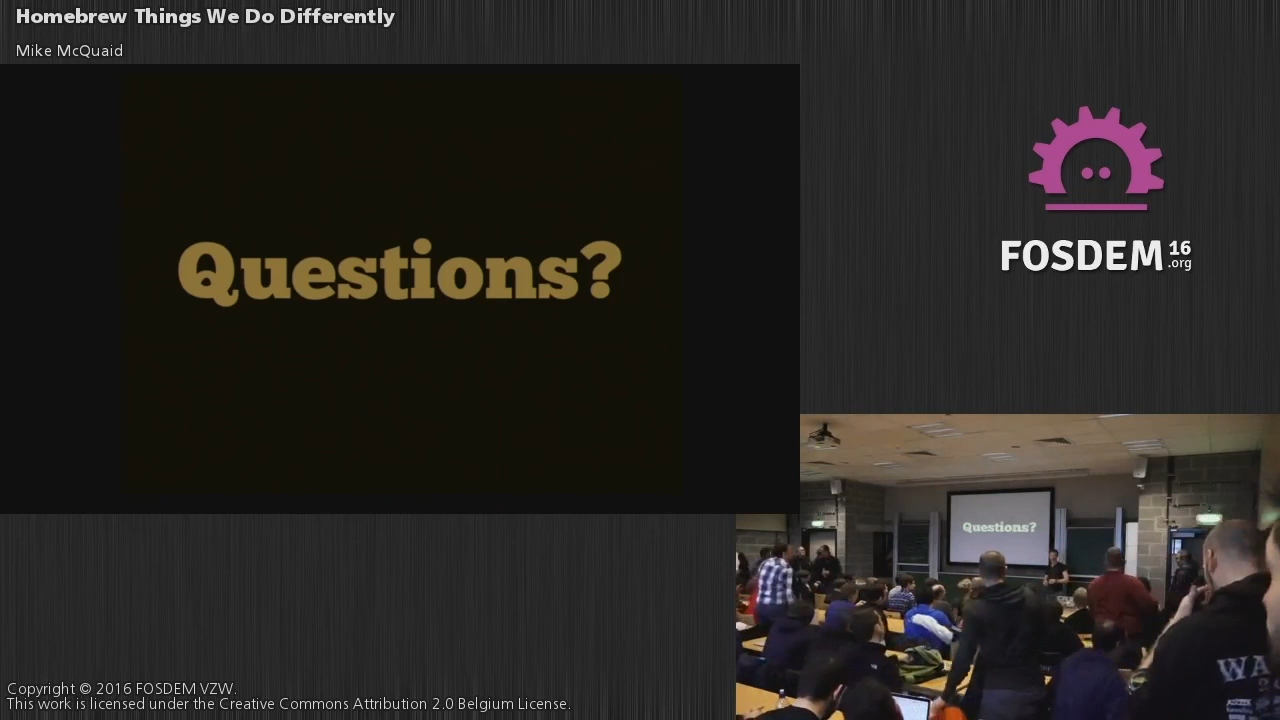 Homebrew Things We Do Differently
Mike McQuaid
Questions?
FOSDEM 16
.org
Questions?
WA
Copyright © 2016 FOSDEM VZW.
This work is licensed under the Creative Commons Attribution 2.0 Belgium License.